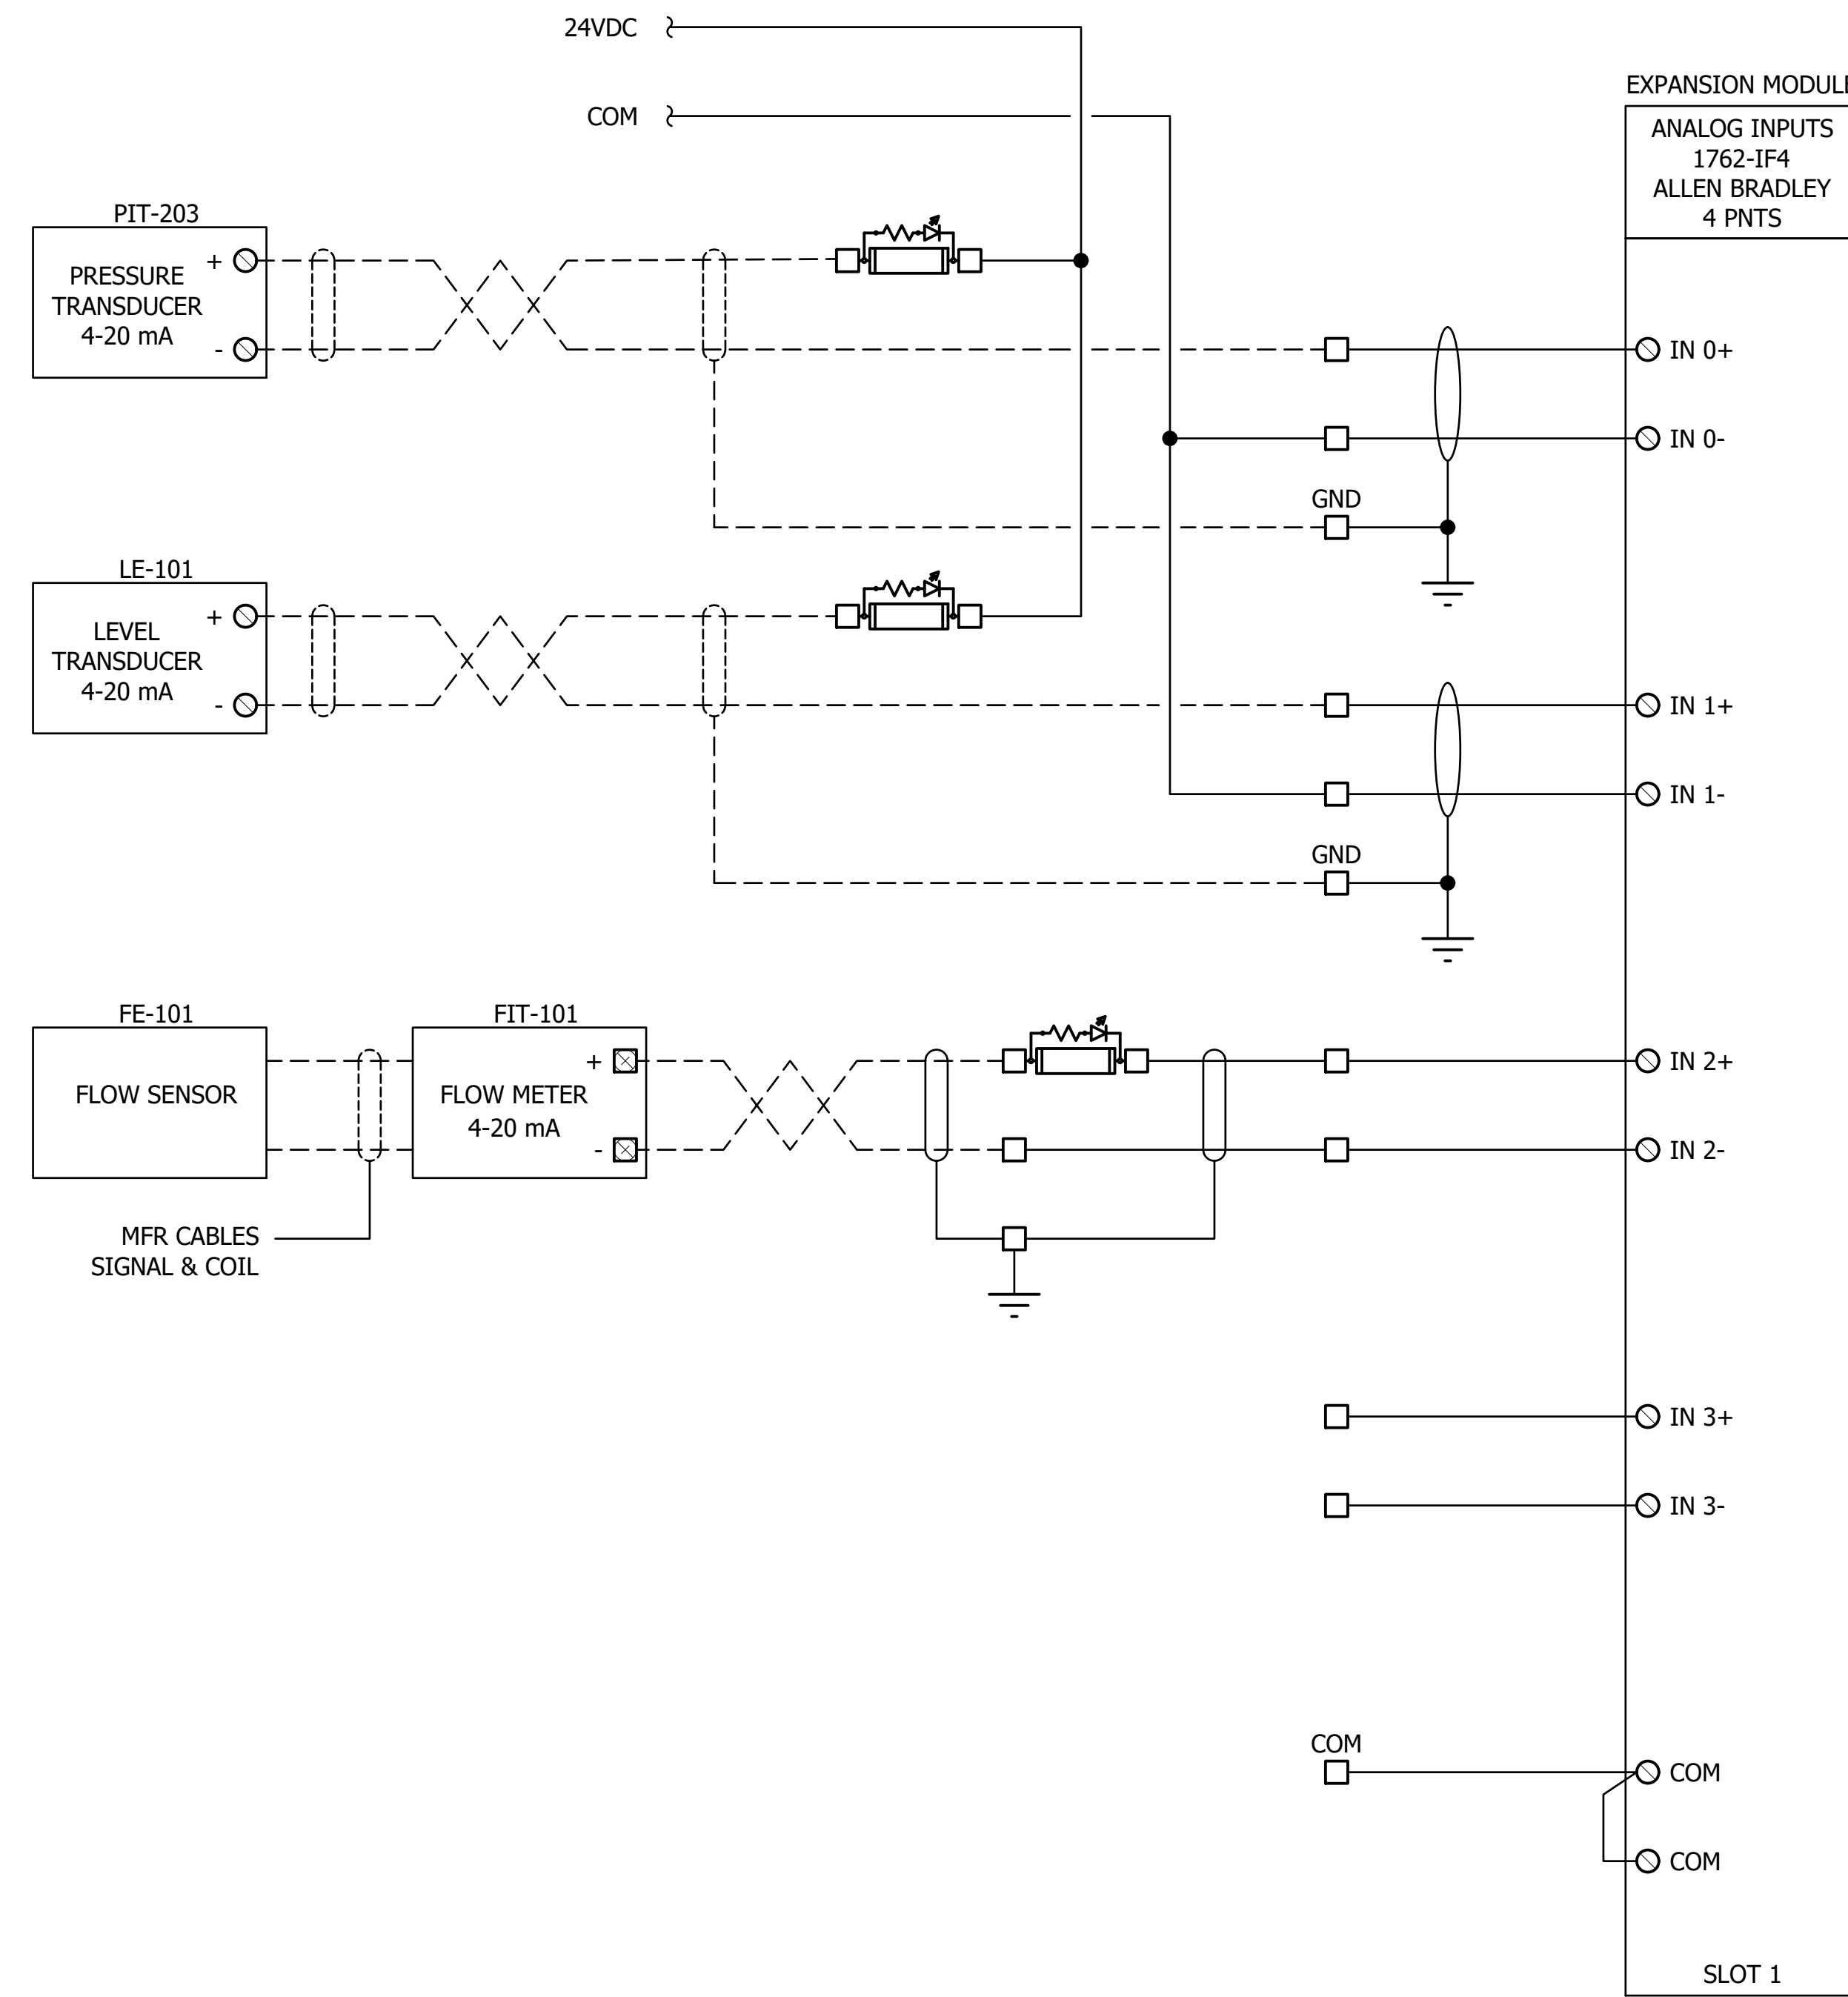 24VDC
COM
EXPANSION MODULE
ANALOG INPUTS
1762-IF4
ALLEN BRADLEY
4 PNTS
PIT-203
+
PRESSURE
TRANSDUCER
4-20 mA
-
IN 0+
IN 0-
GND
LE-101
+
LEVEL
TRANSDUCER
4-20 mA
-
IN 1+
IN 1-
GND
FE-101
FLOW SENSOR
FIT-101
+
FLOW METER
4-20 mA
-
IN 2+
IN 2-
MFR CABLES
SIGNAL & COIL
IN 3+
IN 3-
COM
COM
COM
SLOT 1